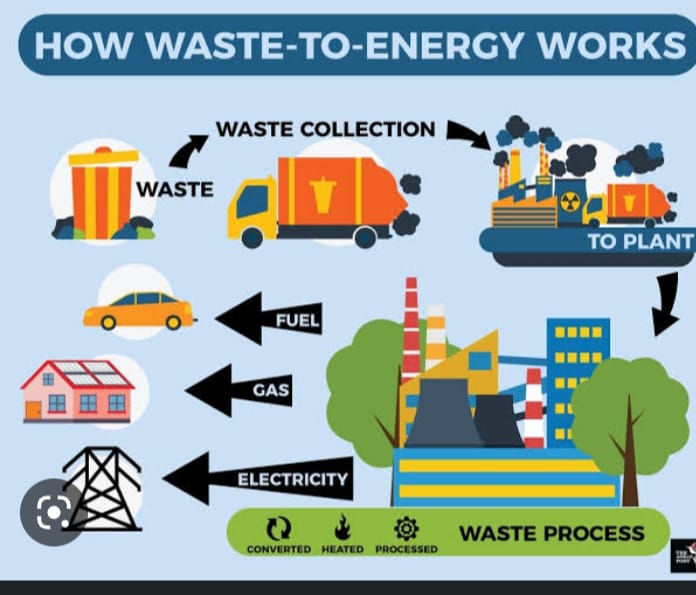 HOW WASTE-TO-ENERGY WORKS
WASTE COLLECTION
WASTE
TO PLANT
FUEL
GAS
ELECTRICITY
WASTE PROCESS
CONVERTED HEATED PROCESSED